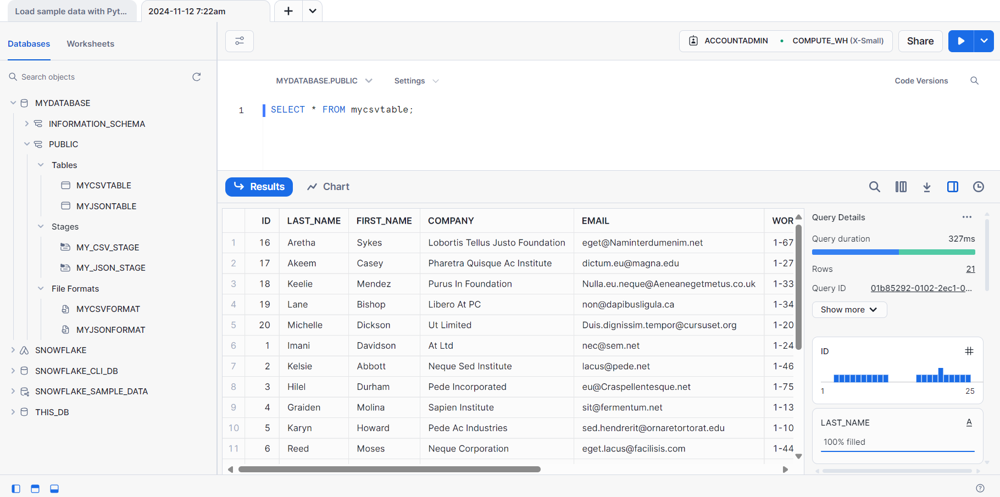 Load sample data with Pyt...
2024-11-12 7:22am
Databases
Worksheets
ACCOUNTADMIN
COMPUTE_WH (X-Small)
Share
Search objects
MYDATABASE
INFORMATION_SCHEMA
PUBLIC
Tables
MYCSVTABLE
MYJSONTABLE
Stages
MY_CSV_STAGE
MY_JSON_STAGE
File Formats
MYCSVFORMAT
MYJSONFORMAT
SNOWFLAKE
SNOWFLAKE_CLI_DB
SNOWFLAKE_SAMPLE_DATA
THIS_DB
MYDATABASE.PUBLIC
Settings
Code Versions
1 SELECT * FROM mycsvtable;
Results
Chart
ID LAST_NAME FIRST_NAME COMPANY EMAIL WOR
1 16 Aretha Sykes Lobortis Tellus Justo Foundation eget@Naminterdumenim.net 1-67
2 17 Akeem Casey Pharetra Quisque Ac Institute dictum.eu@magna.edu 1-27
3 18 Keelie Mendez Purus In Foundation Nulla.eu.neque@Aeneanegetmetus.co.uk 1-33
4 19 Lane Bishop Libero At PC non@dapibusligula.ca 1-34
5 20 Michelle Dickson Ut Limited Duis.dignissim.tempor@cursuset.org 1-20
6 1 Imani Davidson At Ltd nec@sem.net 1-24
7 2 Kelsie Abbott Neque Sed Institute lacus@pede.net 1-46
8 3 Hilel Durham Pede Incorporated eu@Craspellentesque.net 1-75
9 4 Graiden Molina Sapien Institute sit@fermentum.net 1-13
10 5 Karyn Howard Pede Ac Industries sed.hendrerit@ornaretortorat.edu 1-10
11 6 Reed Moses Neque Corporation eget.lacus@facilisis.com 1-44
Query Details
Query duration 327ms
Rows 21
Query ID 01b85292-0102-2ec1-0...
Show more
ID
1 25
LAST_NAME
100% filled